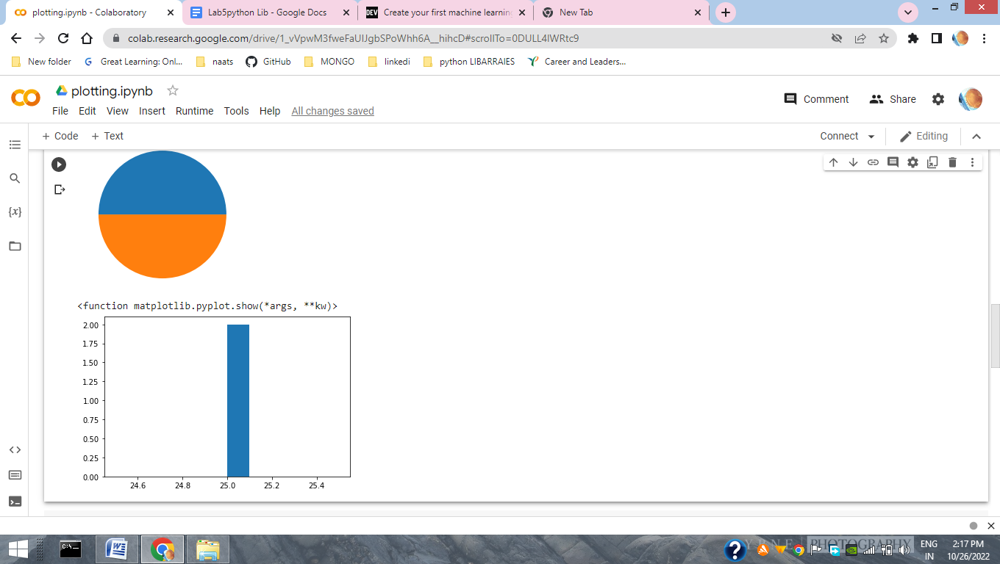 plotting.ipynb - Colaboratory
Lab5python Lib - Google Docs
DEV
Create your first machine learning
New Tab
colab.research.google.com/drive/1_vVpwM3fweFaUIJgbSPoWhh6A__hihcD#scrollTo=0DULL4lWRtc9
New folder
G
Great Learning: Onl...
naats
GitHub
MONGO
linkedi
python LIBARRAIES
Career and Leaders...
plotting.ipynb
File Edit View Insert Runtime Tools Help All changes saved
Comment
Share
+ Code + Text
Connect
Editing
{x}
<function matplotlib.pyplot.show(*args, **kw)>
2.00
1.75
1.50
1.25
1.00
0.75
0.50
0.25
0.00
24.6 24.8 25.0 25.2 25.4
PHOTOGRAPHY
ENG
IN
2:17 PM
10/26/2022